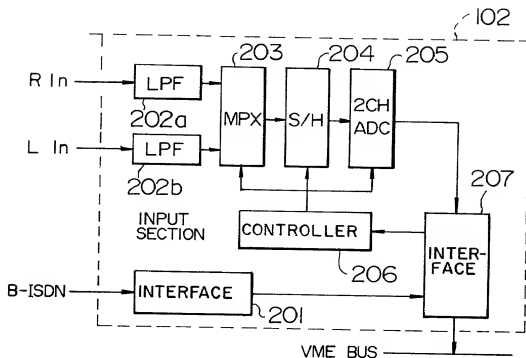 102
203 204 205
R In LPF
202a
MPX S/H 2CH ADC
L In LPF
202b
207
INPUT SECTION
CONTROLLER
206
INTER-
FACE
B-ISDN INTERFACE
201
VME BUS